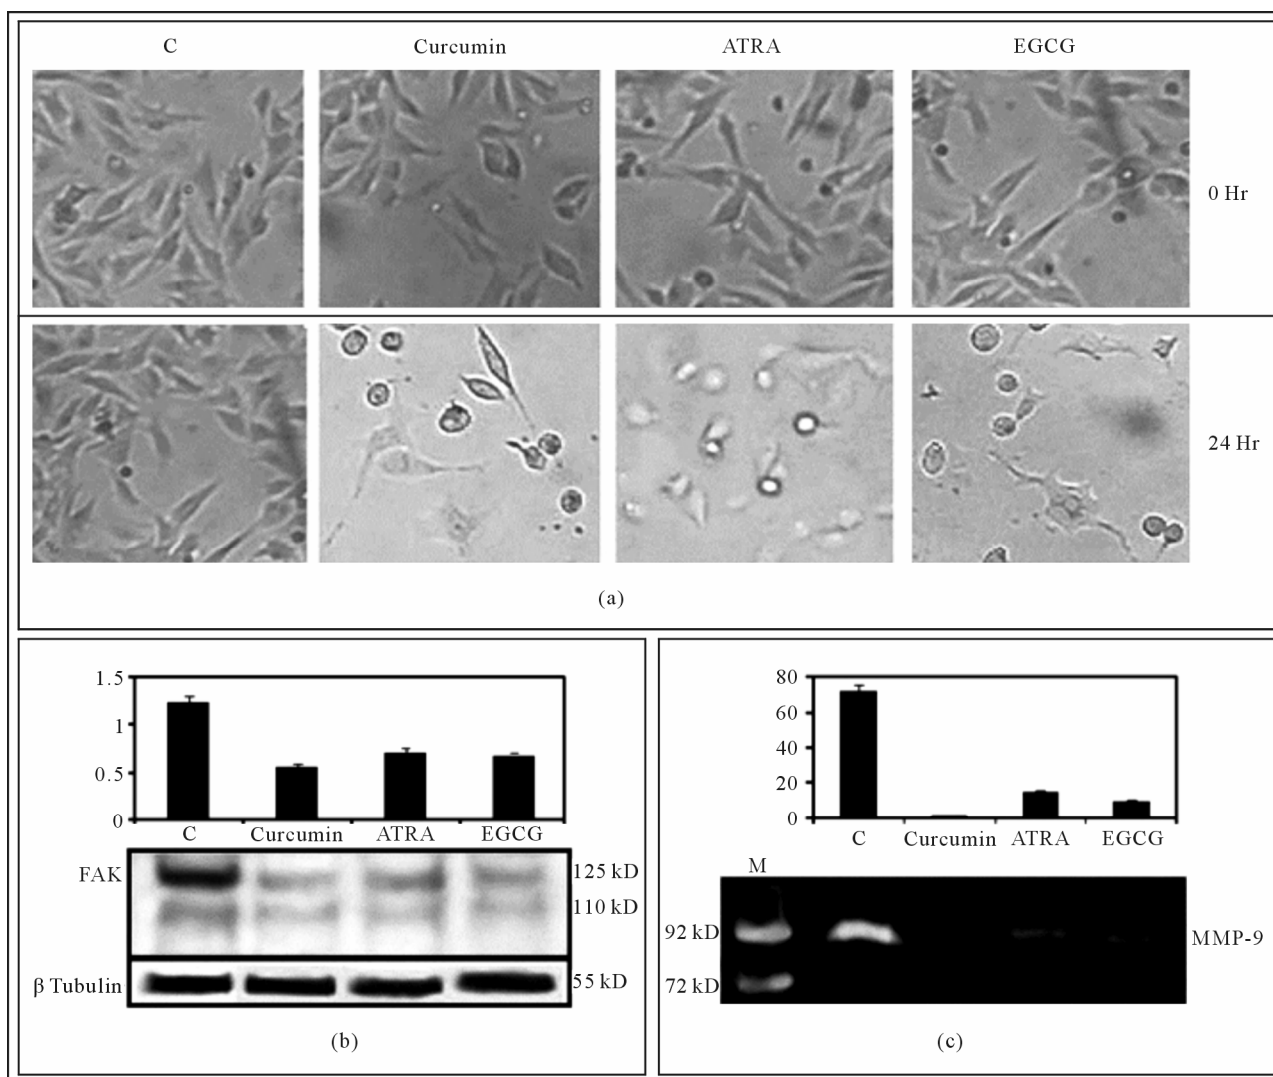 C Curcumin ATRA EGCG
0 Hr
24 Hr
(a)
1.5
1
0.5
0
C Curcumin ATRA EGCG
FAK
125 kD
110 kD
β Tubulin
55 kD
(b)
80
60
40
20
0
C Curcumin ATRA EGCG
M
92 kD
MMP-9
72 kD
(c)